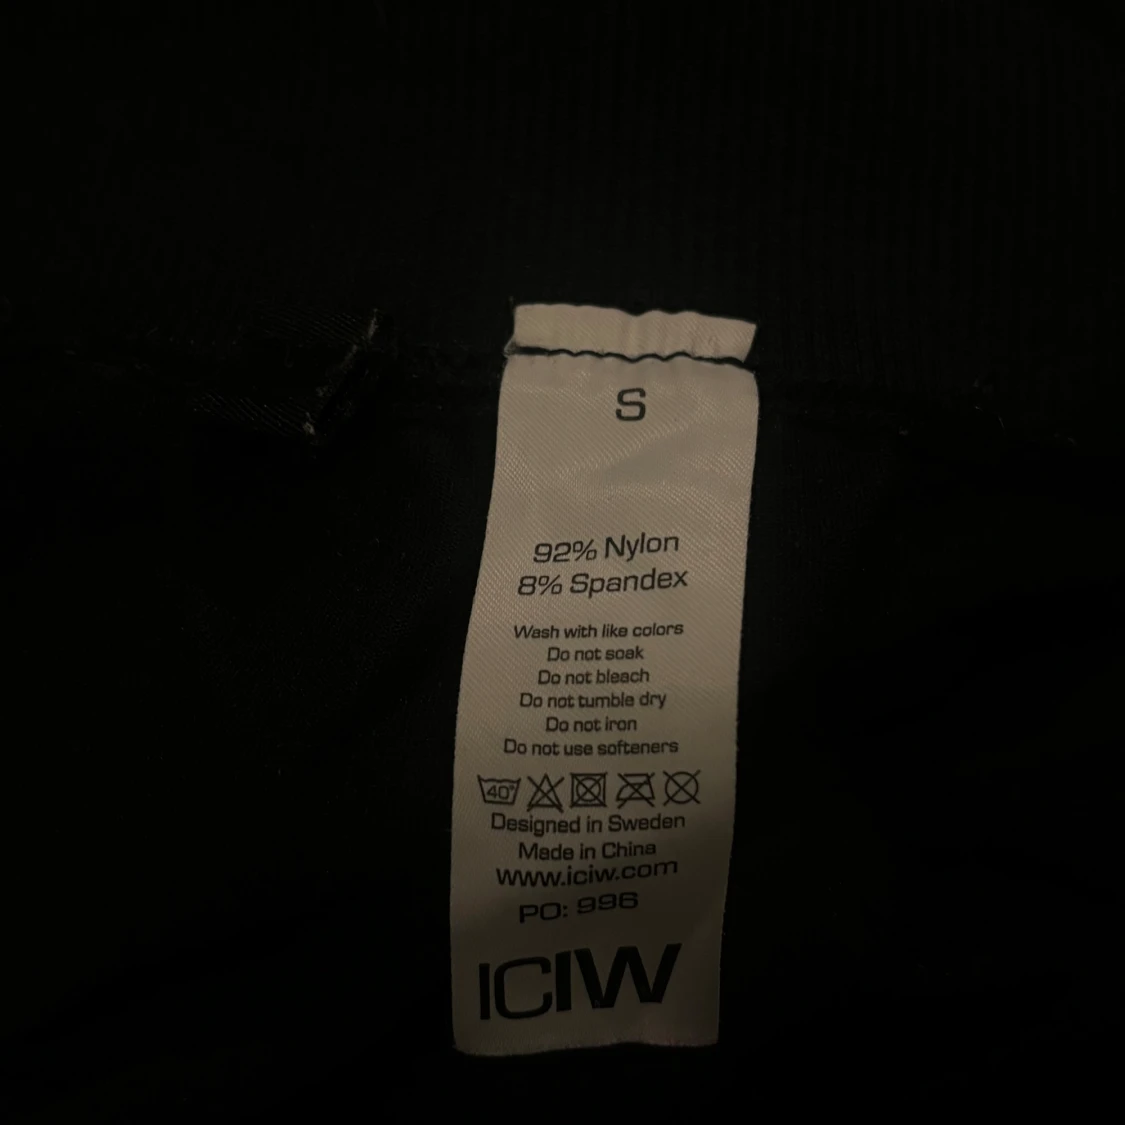 S
92% Nylon
8% Spandex
Wash with like colors
Do not soak
Do not bleach
Do not tumble dry
Do not iron
Do not use softeners
40°
Designed in Sweden
Made in China
www.iciw.com
PO: 996
ICIW